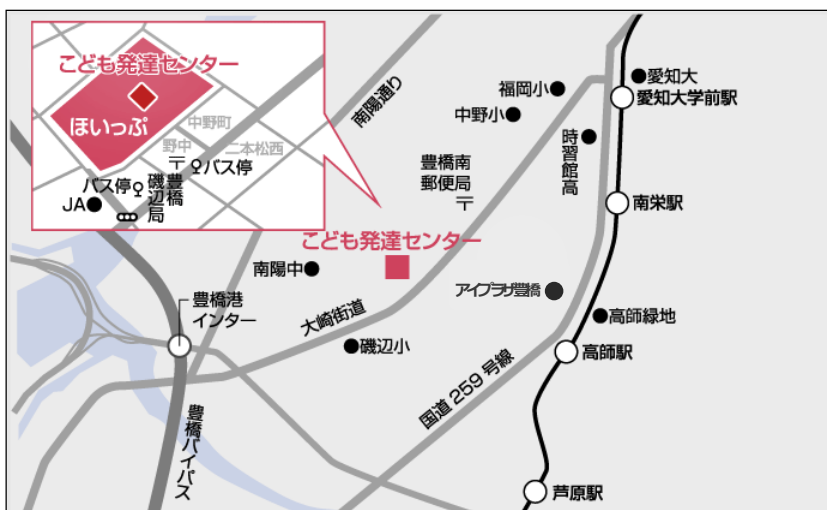 こども発達センター
ほいっぷ
中野町
野中
二本松西
〒
バス停
バス停
豊橋
磯辺局
JA
南陽通り
福岡小
中野小
愛知大
愛知大学前駅
時習館高
豊橋南
郵便局
〒
南栄駅
こども発達センター
南陽中
アイプラザ豊橋
豊橋港
インター
大崎街道
磯辺小
高師緑地
高師駅
国道259号線
豊橋バイパス
芦原駅